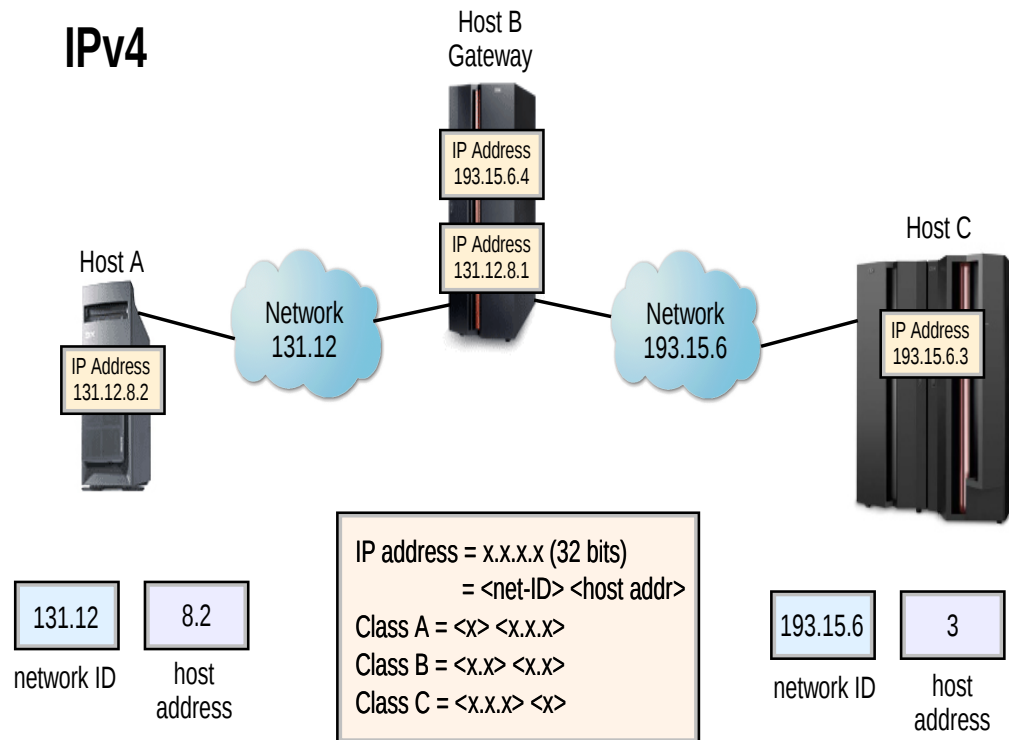 IPv4
Host B
Gateway
IP Address
193.15.6.4
IP Address
131.12.8.1
Host A
IP Address
131.12.8.2
Network
131.12
Network
193.15.6
Host C
IP Address
193.15.6.3
131.12
8.2
network ID
host
address
IP address = x.x.x.x (32 bits)
= <net-ID> <host addr>
Class A = <x> <x.x.x>
Class B = <x.x> <x.x>
Class C = <x.x.x> <x>
193.15.6
3
network ID
host
address